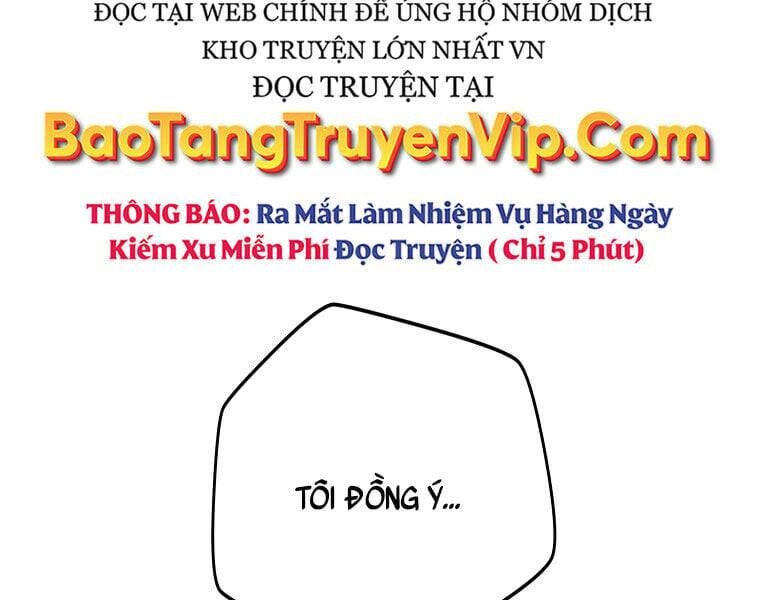 ĐỌC TẠI WEB CHÍNH ĐỂ ỦNG HỘ NHÓM DỊCH
KHO TRUYỆN LỚN NHẤT VN
ĐỌC TRUYỆN TẠI
BaoTangTruyenVip.Com
THÔNG BÁO: Ra Mắt Làm Nhiệm Vụ Hàng Ngày
Kiếm Xu Miễn Phí Đọc Truyện ( Chỉ 5 Phút)
TÔI ĐỒNG Ý...